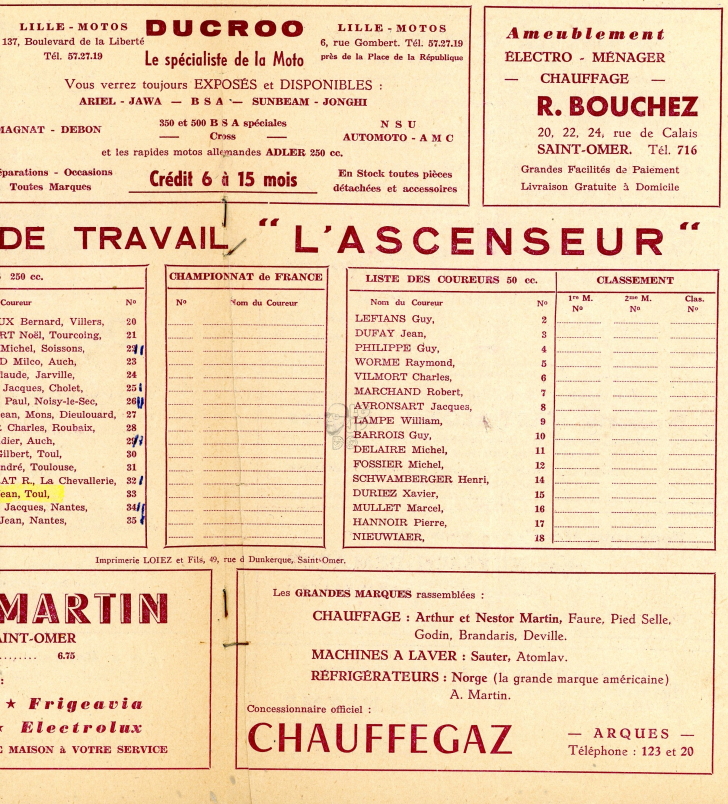 LILLE - MOTOS
137, Boulevard de la Liberté
Tél. 57.27.19
DUCROO
Le spécialiste de la Moto
LILLE - MOTOS
6, rue Gombert. Tél. 57.27.19
près de la Place de la République
Vous verrez toujours EXPOSÉS et DISPONIBLES :
ARIEL - JAWA — B S A — SUNBEAM - JONGHI
MAGNAT - DEBON
350 et 500 B S A spéciales
Cross
N S U
AUTOMOTO - A M C
et les rapides motos allemandes ADLER 250 cc.
éparations - Occasions
Toutes Marques
Crédit 6 à 15 mois
En Stock toutes pièces
détachées et accessoires
Ameublement
ÉLECTRO - MÉNAGER
— CHAUFFAGE —
R. BOUCHEZ
20, 22, 24, rue de Calais
SAINT-OMER. Tél. 716
Grandes Facilités de Paiement
Livraison Gratuite à Domicile
DE TRAVAIL “ L'ASCENSEUR “
250 cc.
Coureur Nº
UX Bernard, Villers, 20
RT Noël, Tourcoing, 21
Michel, Soissons, 22
D Milco, Auch, 23
laude, Jarville, 24
Jacques, Cholet, 25
Paul, Noisy-le-Sec, 26
ean, Mons, Dieulouard, 27
Charles, Roubaix, 28
dier, Auch, 29
Gilbert, Toul, 30
ndré, Toulouse, 31
AT R., La Chevallerie, 32
ean, Toul, 33
Jacques, Nantes, 34
Jean, Nantes, 35
CHAMPIONNAT de FRANCE
Nº Nom du Coureur
LISTE DES COUREURS 50 cc. CLASSEMENT
Nom du Coureur Nº 1re M. Nº 2me M. Nº Clas. Nº
LEFIANS Guy, 2
DUFAY Jean, 3
PHILIPPE Guy, 4
WORME Raymond, 5
VILMORT Charles, 6
MARCHAND Robert, 7
AVRONSART Jacques, 8
LAMPE William, 9
BARROIS Guy, 10
DELAIRE Michel, 11
FOSSIER Michel, 12
SCHWAMBERGER Henri, 14
DURIEZ Xavier, 15
MULLET Marcel, 16
HANNOIR Pierre, 17
NIEUWIAER, 18
Imprimerie LOIEZ et Fils, 49, rue d Dunkerque, Saint-Omer.
MARTIN
AINT-OMER
6.75
★ Frigeavia
Electrolux
E MAISON à VOTRE SERVICE
Les GRANDES MARQUES rassemblées :
CHAUFFAGE : Arthur et Nestor Martin, Faure, Pied Selle,
Godin, Brandaris, Deville.
MACHINES A LAVER : Sauter, Atomlav.
RÉFRIGÉRATEURS : Norge (la grande marque américaine)
A. Martin.
Concessionnaire officiel :
CHAUFFEGAZ
— ARQUES —
Téléphone : 123 et 20